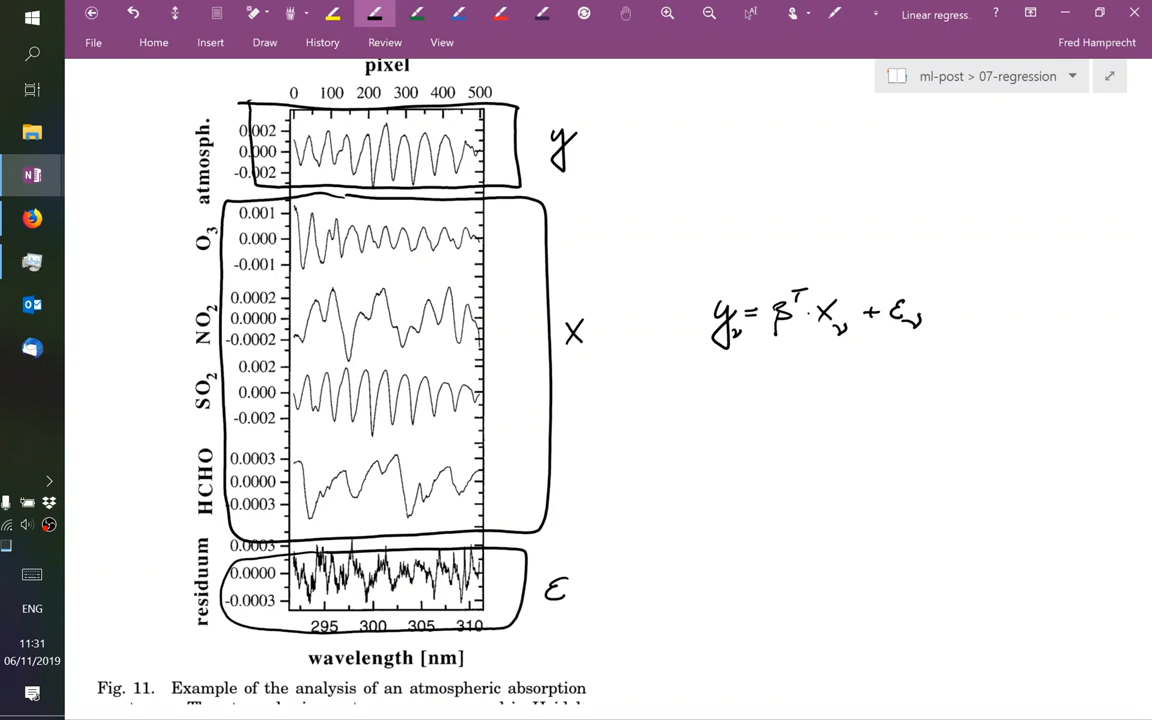 Linear regress.
File Home Insert Draw History Review View
Fred Hamprecht
ml-post > 07-regression
pixel
0 100 200 300 400 500
atmosph.
0.002
0.000
-0.002
y
O3
0.001
0.000
-0.001
NO2
0.0002
0.0000
-0.0002
X
yν = βT · Xν + εν
SO2
0.002
0.000
-0.002
HCHO
0.0003
0.0000
0.0003
residuum
0.0003
0.0000
-0.0003
ε
295 300 305 310
wavelength [nm]
Fig. 11. Example of the analysis of an atmospheric absorption
ENG
11:31
06/11/2019